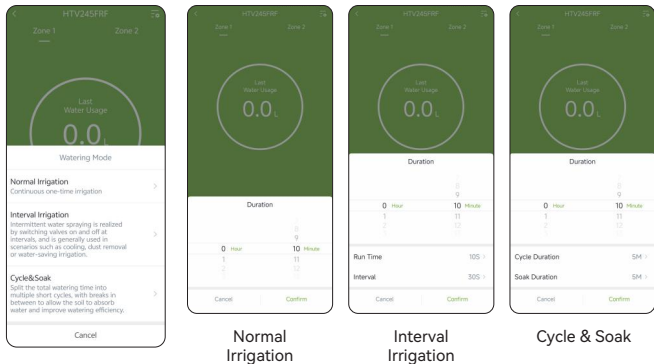 HTV245FRF
Zone 1 Zone 2
Last
Water Usage
0.0 L
Watering Mode
Normal Irrigation
Continuous one-time irrigation
Interval Irrigation
Intermittent water spraying is realized
by switching valves on and off at
intervals, and is generally used in
scenarios such as cooling, dust removal
or water-saving irrigation.
Cycle&Soak
Split the total watering time into
multiple short cycles, with breaks in
between to allow the soil to absorb
water and improve watering efficiency.
Cancel
HTV245FRF
Zone 1 Zone 2
Last
Water Usage
0.0 L
Duration
8
9
0 Hour 10 Minute
1 11
2 12
Cancel Confirm
Normal
Irrigation
HTV245FRF
Zone 1 Zone 2
Last
Water Usage
0.0 L
Duration
8
9
0 Hour 10 Minute
1 11
2 12
Run Time 10S
Interval 30S
Cancel Confirm
Interval
Irrigation
HTV245FRF
Zone 1 Zone 2
Last
Water Usage
0.0 L
Duration
8
9
0 Hour 10 Minute
1 11
2 12
Cycle Duration 5M
Soak Duration 5M
Cancel Confirm
Cycle & Soak